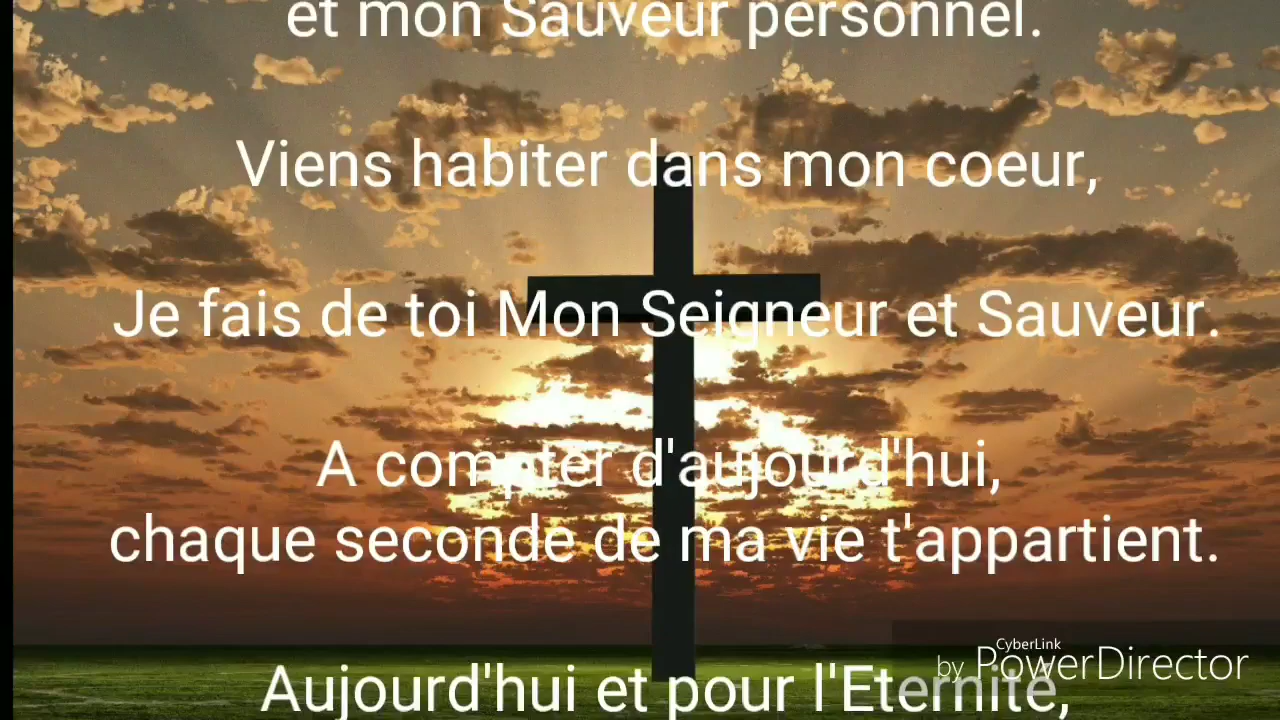 et mon Sauveur personnel.
Viens habiter dans mon coeur,
Je fais de toi Mon Seigneur et Sauveur.
A compter d'aujourd'hui,
chaque seconde de ma vie t'appartient.
CyberLink
by PowerDirector
Aujourd'hui et pour l'Eternité,